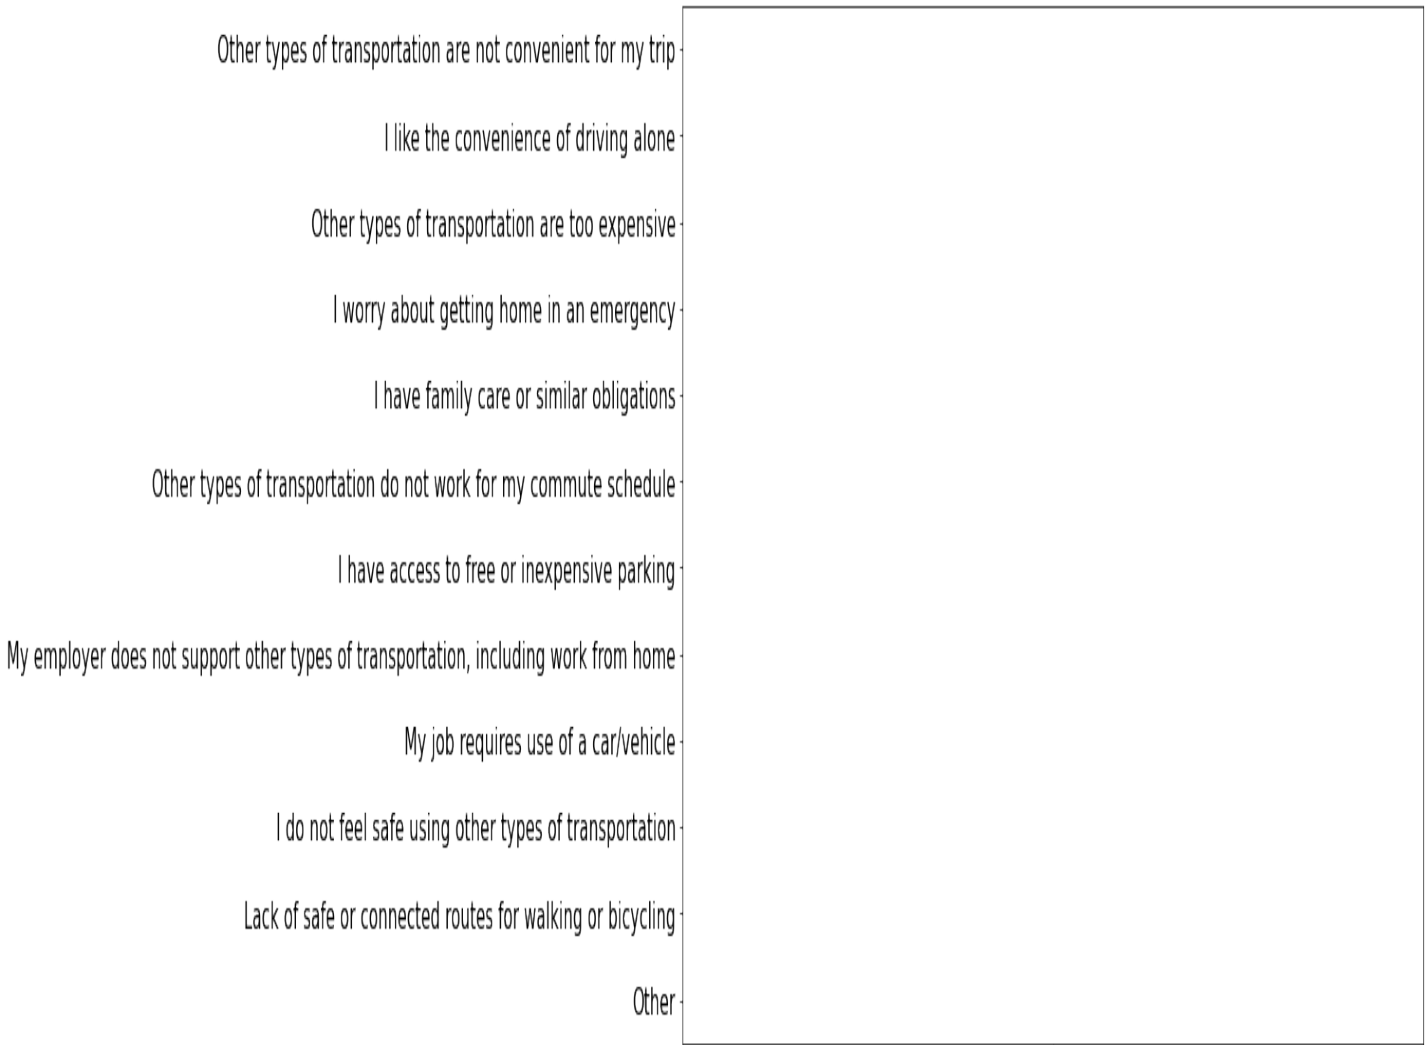 Other types of transportation are not convenient for my trip
I like the convenience of driving alone
Other types of transportation are too expensive
I worry about getting home in an emergency
I have family care or similar obligations
Other types of transportation do not work for my commute schedule
I have access to free or inexpensive parking
My employer does not support other types of transportation, including work from home
My job requires use of a car/vehicle
I do not feel safe using other types of transportation
Lack of safe or connected routes for walking or bicycling
Other